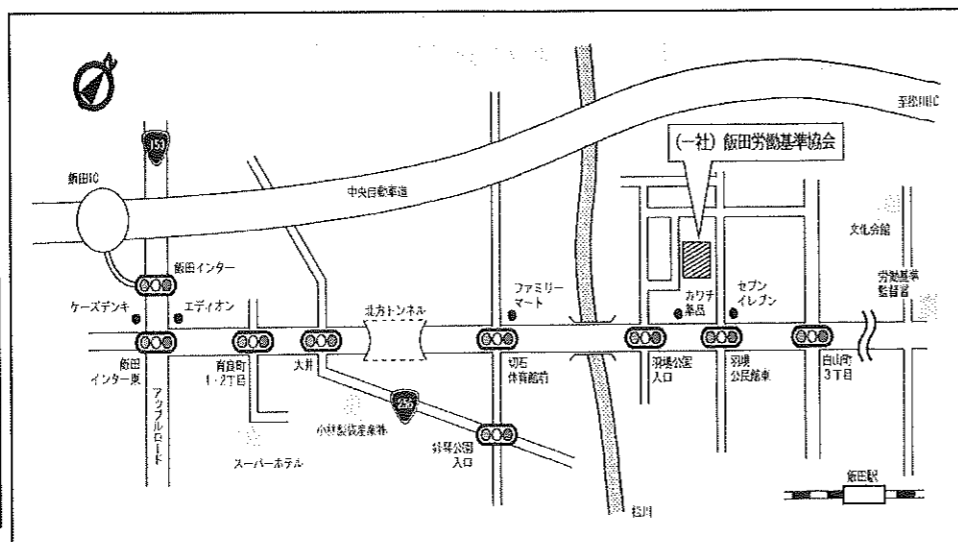 N
至松川IC
(一社) 飯田労働基準協会
151
飯田IC
中央自動車道
文化会館
飯田インター
労働基準
監督署
ケーズデンキ
エディオン
北方トンネル
ファミリー
マート
カワチ
薬品
セブン
イレブン
飯田
インター東
育良町
1・2丁目
大井
切石
体育館前
羽場公園
入口
羽場
公民館東
白山町
3丁目
アップルロード
256
スーパーホテル
公園
入口
飯田駅
松川